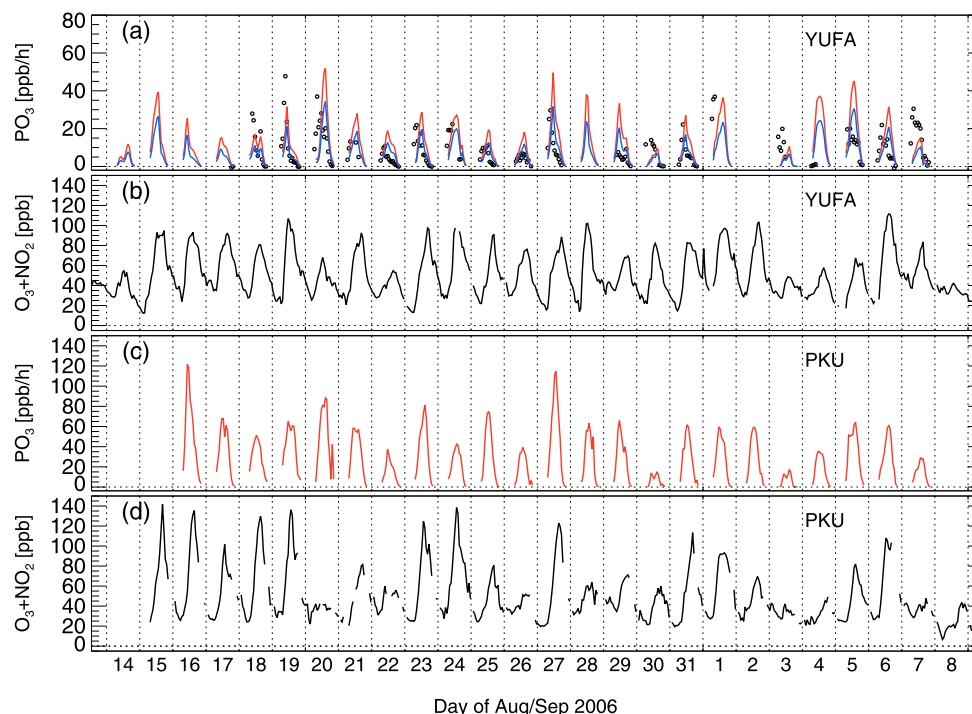 (a)
YUFA
PO3 [ppb/h]
80
60
40
20
0
(b)
YUFA
O3+NO2 [ppb]
140
120
100
80
60
40
20
0
(c)
PKU
PO3 [ppb/h]
140
120
100
80
60
40
20
0
(d)
PKU
O3+NO2 [ppb]
140
120
100
80
60
40
20
0
14 15 16 17 18 19 20 21 22 23 24 25 26 27 28 29 30 31 1 2 3 4 5 6 7 8
Day of Aug/Sep 2006